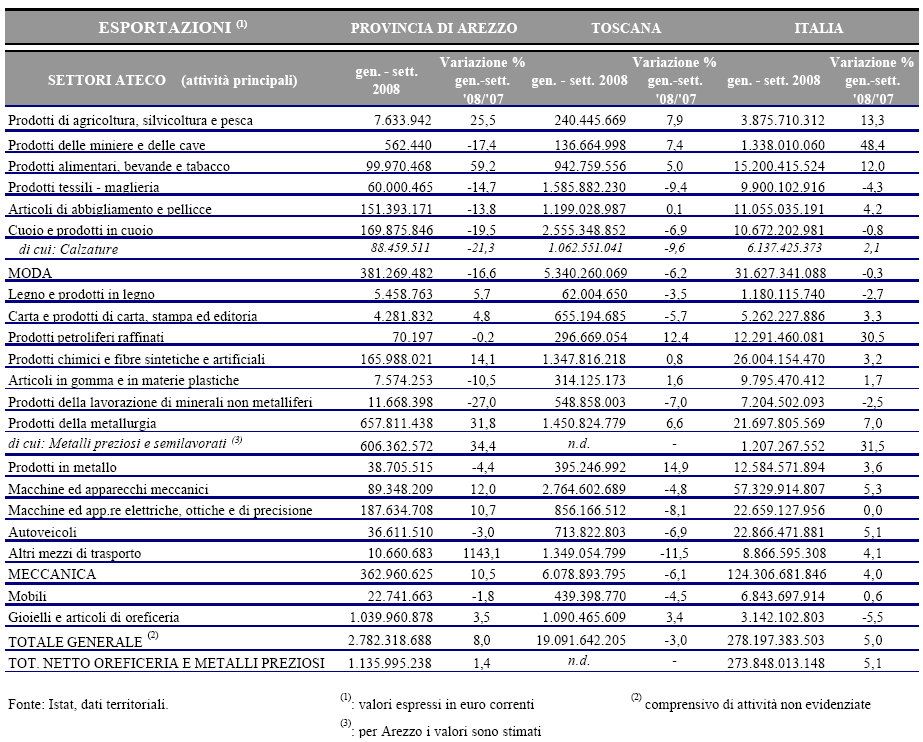 ESPORTAZIONI (1) PROVINCIA DI AREZZO TOSCANA ITALIA
SETTORI ATECO (attività principali) gen. - sett. 2008 Variazione % gen.-sett. '08/'07 gen. - sett. 2008 Variazione % gen.-sett. '08/'07 gen. - sett. 2008 Variazione % gen.-sett. '08/'07
Prodotti di agricoltura, silvicoltura e pesca 7.633.942 25,5 240.445.669 7,9 3.875.710.312 13,3
Prodotti delle miniere e delle cave 562.440 -17,4 136.664.998 7,4 1.338.010.060 48,4
Prodotti alimentari, bevande e tabacco 99.970.468 59,2 942.759.556 5,0 15.200.415.524 12,0
Prodotti tessili - maglieria 60.000.465 -14,7 1.585.882.230 -9,4 9.900.102.916 -4,3
Articoli di abbigliamento e pellicce 151.393.171 -13,8 1.199.028.987 0,1 11.055.035.191 4,2
Cuoio e prodotti in cuoio 169.875.846 -19,5 2.555.348.852 -6,9 10.672.202.981 -0,8
di cui: Calzature 88.459.511 -21,3 1.062.551.041 -9,6 6.137.425.373 2,1
MODA 381.269.482 -16,6 5.340.260.069 -6,2 31.627.341.088 -0,3
Legno e prodotti in legno 5.458.763 5,7 62.004.650 -3,5 1.180.115.740 -2,7
Carta e prodotti di carta, stampa ed editoria 4.281.832 4,8 655.194.685 -5,7 5.262.227.886 3,3
Prodotti petroliferi raffinati 70.197 -0,2 296.669.054 12,4 12.291.460.081 30,5
Prodotti chimici e fibre sintetiche e artificiali 165.988.021 14,1 1.347.816.218 0,8 26.004.154.470 3,2
Articoli in gomma e in materie plastiche 7.574.253 -10,5 314.125.173 1,6 9.795.470.412 1,7
Prodotti della lavorazione di minerali non metalliferi 11.668.398 -27,0 548.858.003 -7,0 7.204.502.093 -2,5
Prodotti della metallurgia 657.811.438 31,8 1.450.824.779 6,6 21.697.805.569 7,0
di cui: Metalli preziosi e semilavorati (3) 606.362.572 34,4 n.d. - 1.207.267.552 31,5
Prodotti in metallo 38.705.515 -4,4 395.246.992 14,9 12.584.571.894 3,6
Macchine ed apparecchi meccanici 89.348.209 12,0 2.764.602.689 -4,8 57.329.914.807 5,3
Macchine ed app.re elettriche, ottiche e di precisione 187.634.708 10,7 856.166.512 -8,1 22.659.127.956 0,0
Autoveicoli 36.611.510 -3,0 713.822.803 -6,9 22.866.471.881 5,1
Altri mezzi di trasporto 10.660.683 1143,1 1.349.054.799 -11,5 8.866.595.308 4,1
MECCANICA 362.960.625 10,5 6.078.893.795 -6,1 124.306.681.846 4,0
Mobili 22.741.663 -1,8 439.398.770 -4,5 6.843.697.914 0,6
Gioielli e articoli di oreficeria 1.039.960.878 3,5 1.090.465.609 3,4 3.142.102.803 -5,5
TOTALE GENERALE (2) 2.782.318.688 8,0 19.091.642.205 -3,0 278.197.383.503 5,0
TOT. NETTO OREFICERIA E METALLI PREZIOSI 1.135.995.238 1,4 n.d. - 273.848.013.148 5,1
Fonte: Istat, dati territoriali. (1): valori espressi in euro correnti (2) comprensivo di attività non evidenziate
(3): per Arezzo i valori sono stimati